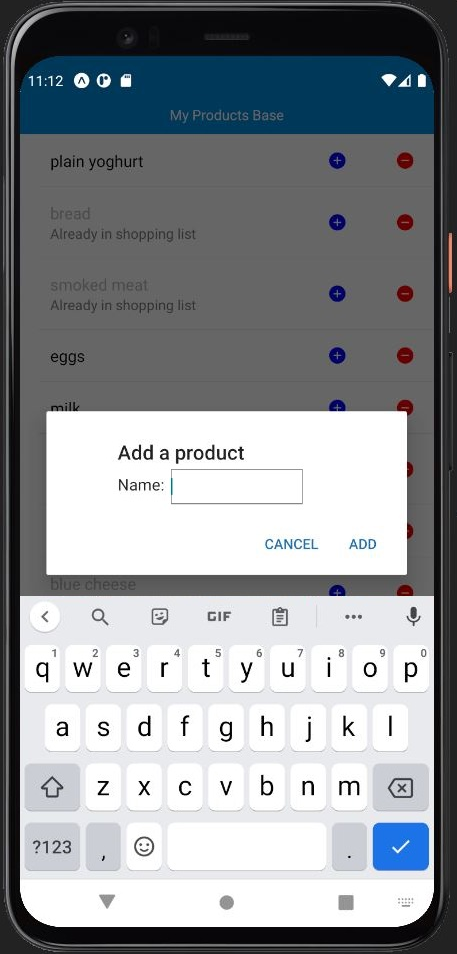 11:12
My Products Base
plain yoghurt
bread
Already in shopping list
smoked meat
Already in shopping list
eggs
milk
Add a product
Name:
CANCEL ADD
blue cheese
GIF
q1 w2 e3 r4 t5 y6 u7 i8 o9 p0
a s d f g h j k l
z x c v b n m
?123 , .